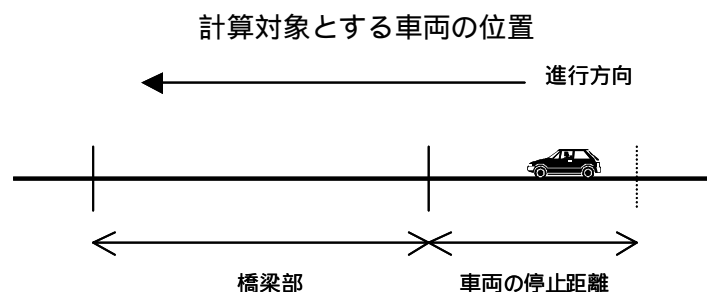 計算対象とする車両の位置
進行方向
橋梁部
車両の停止距離